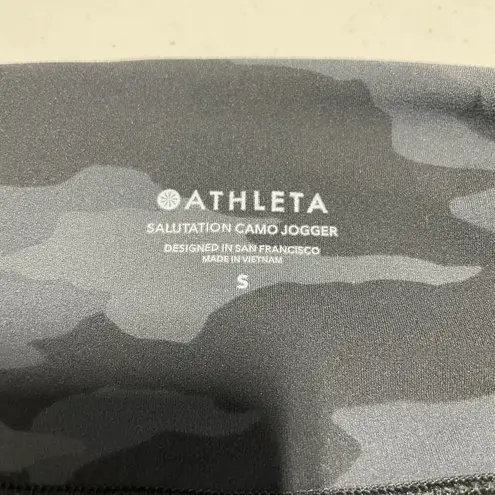 ATHLETA
SALUTATION CAMO JOGGER
DESIGNED IN SAN FRANCISCO
MADE IN VIETNAM
S